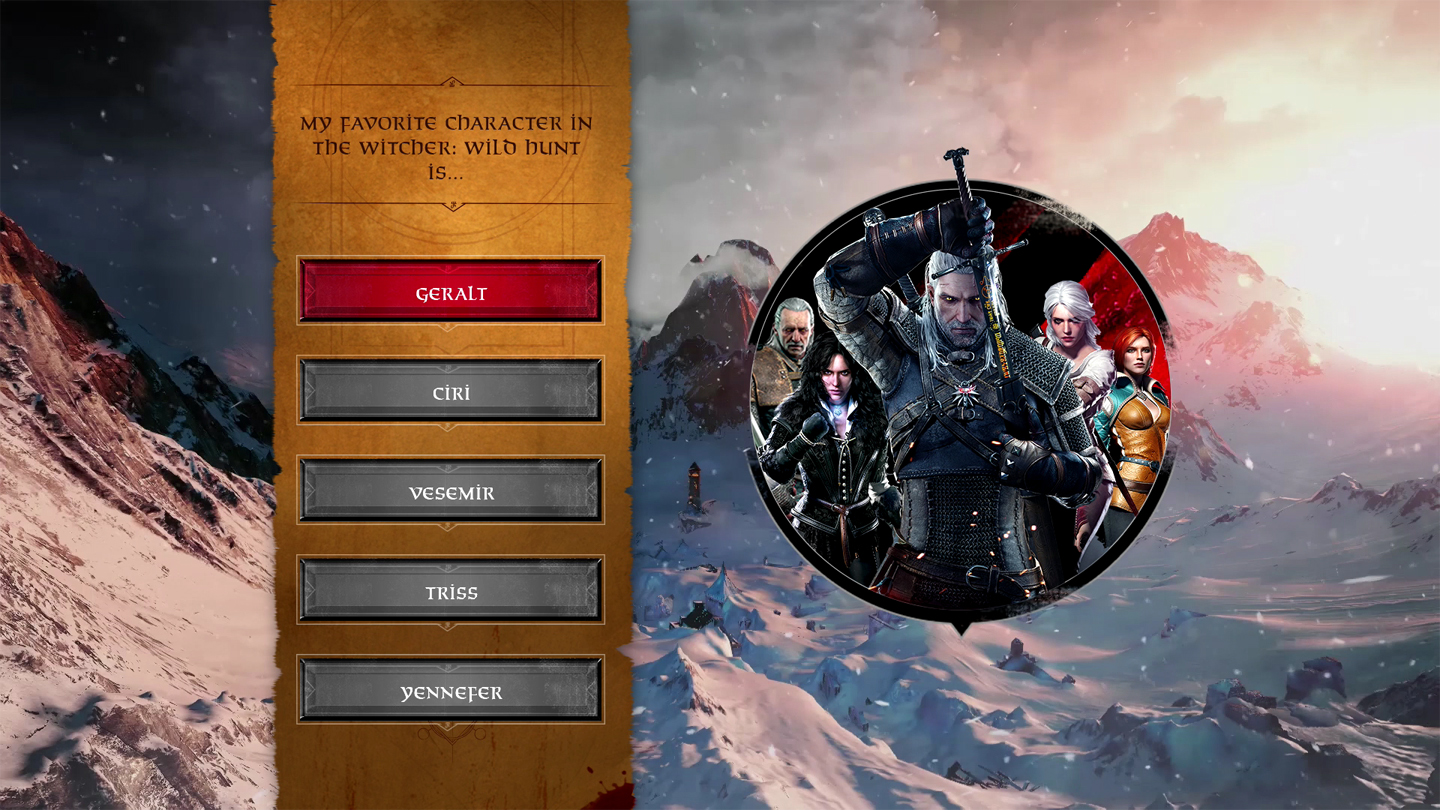 MY FAVORITE CHARACTER IN
THE WITCHER: WILD HUNT
IS...
GERALT
CIRI
VESEMIR
TRISS
YENNEFER